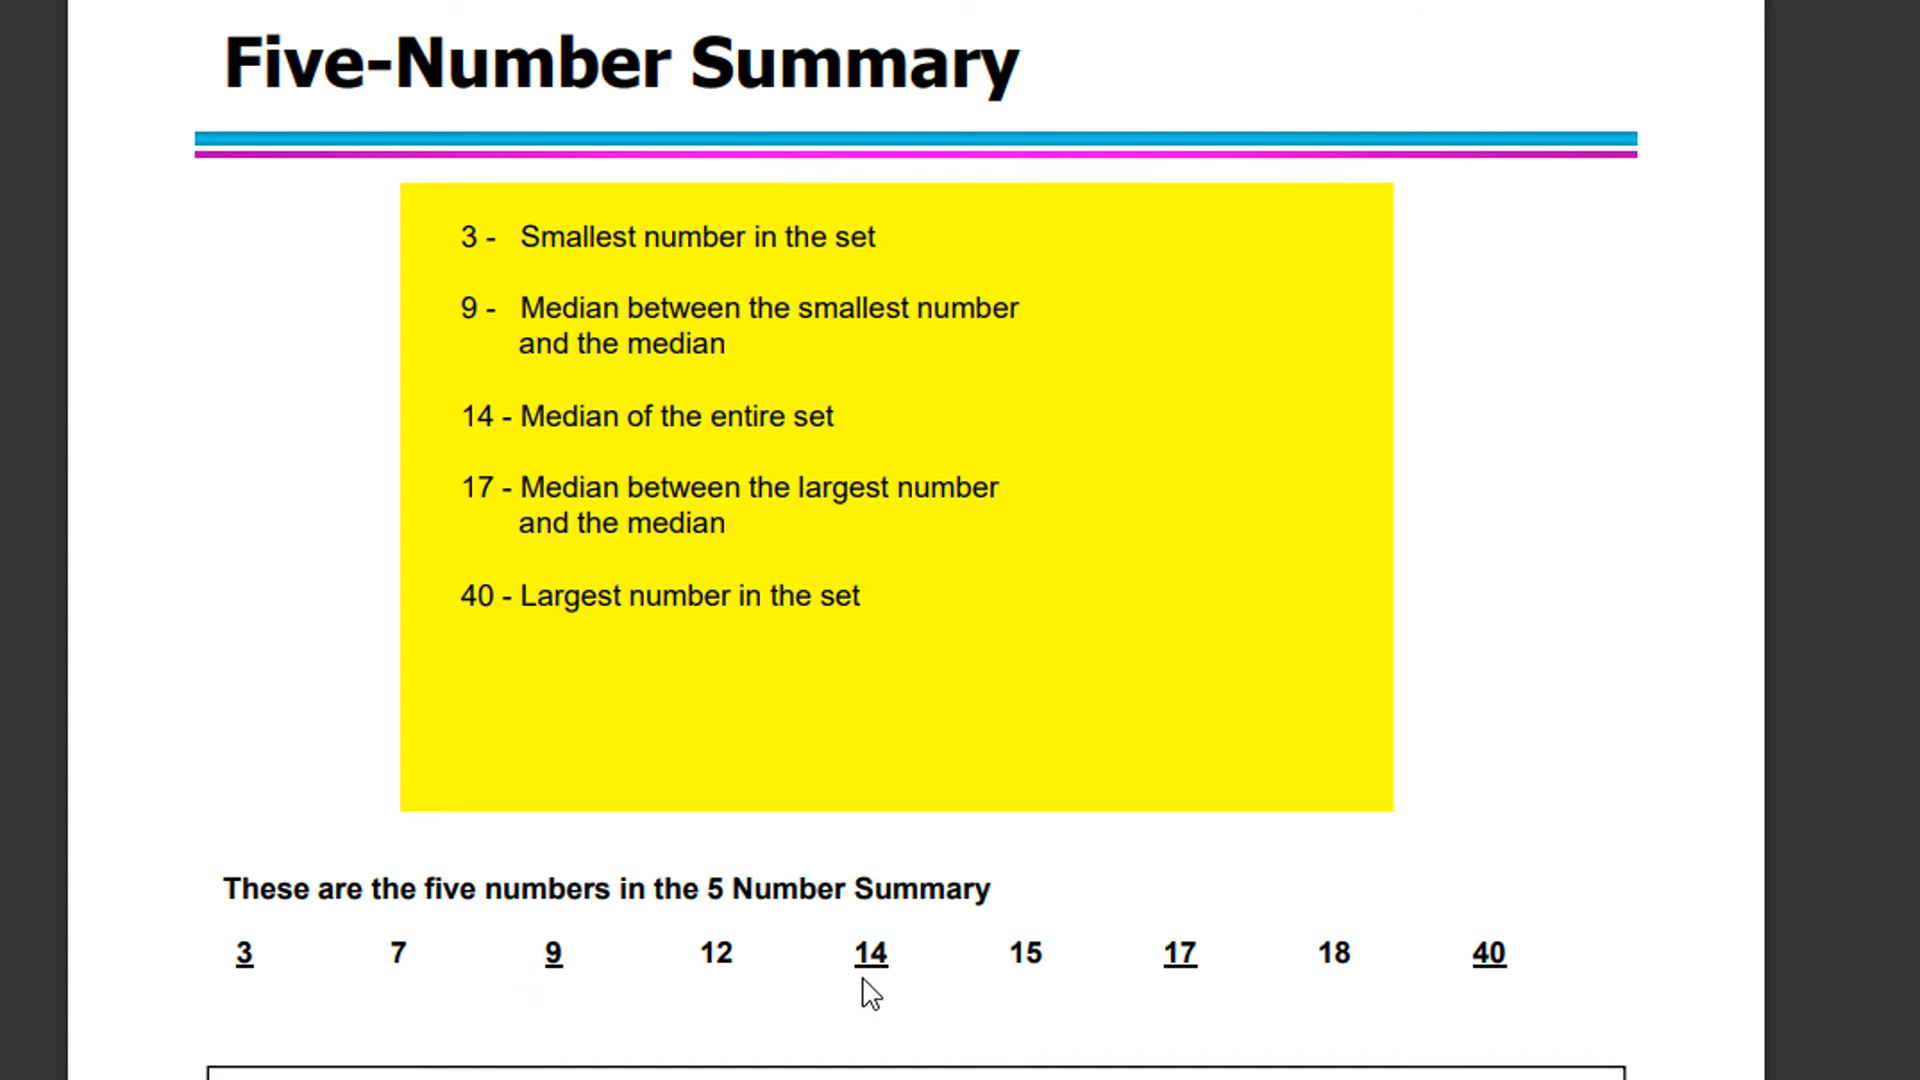 Five-Number Summary
3 - Smallest number in the set
9 - Median between the smallest number
and the median
14 - Median of the entire set
17 - Median between the largest number
and the median
40 - Largest number in the set
These are the five numbers in the 5 Number Summary
3 7 9 12 14 15 17 18 40